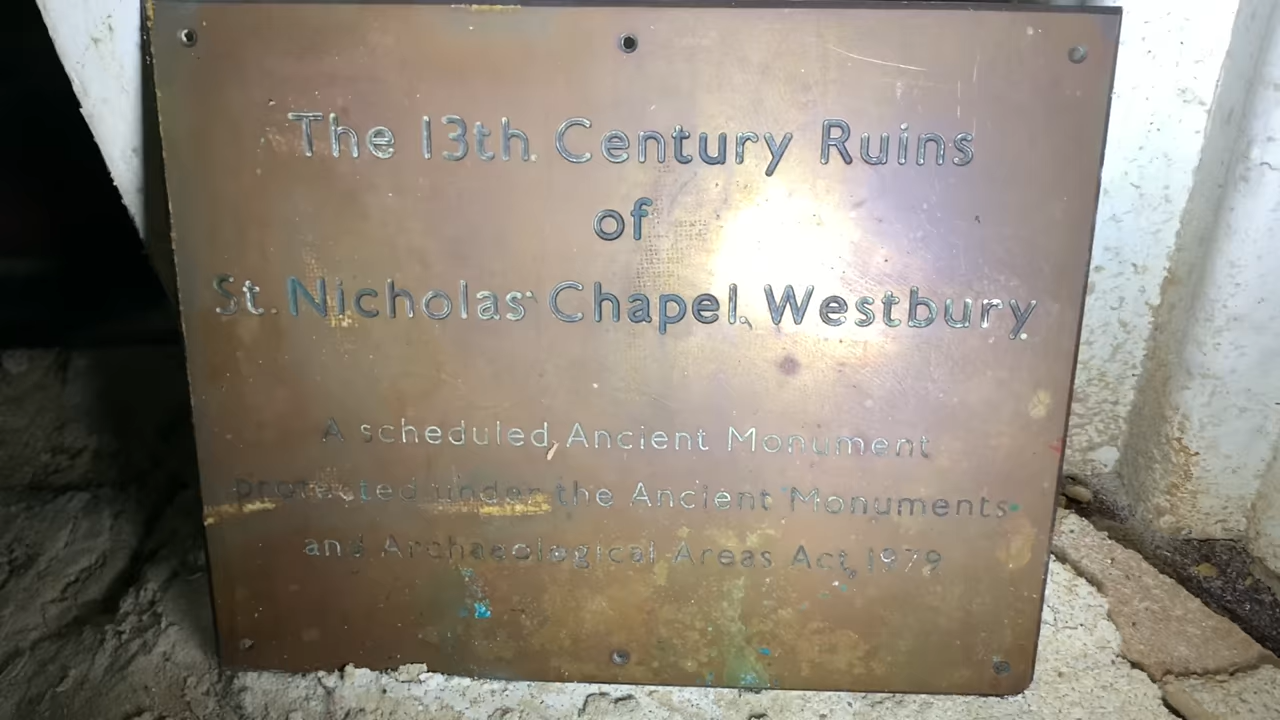 The 13th Century Ruins
of
St. Nicholas Chapel, Westbury
A scheduled Ancient Monument
protected under the Ancient Monuments
and Archaeological Areas Act, 1979